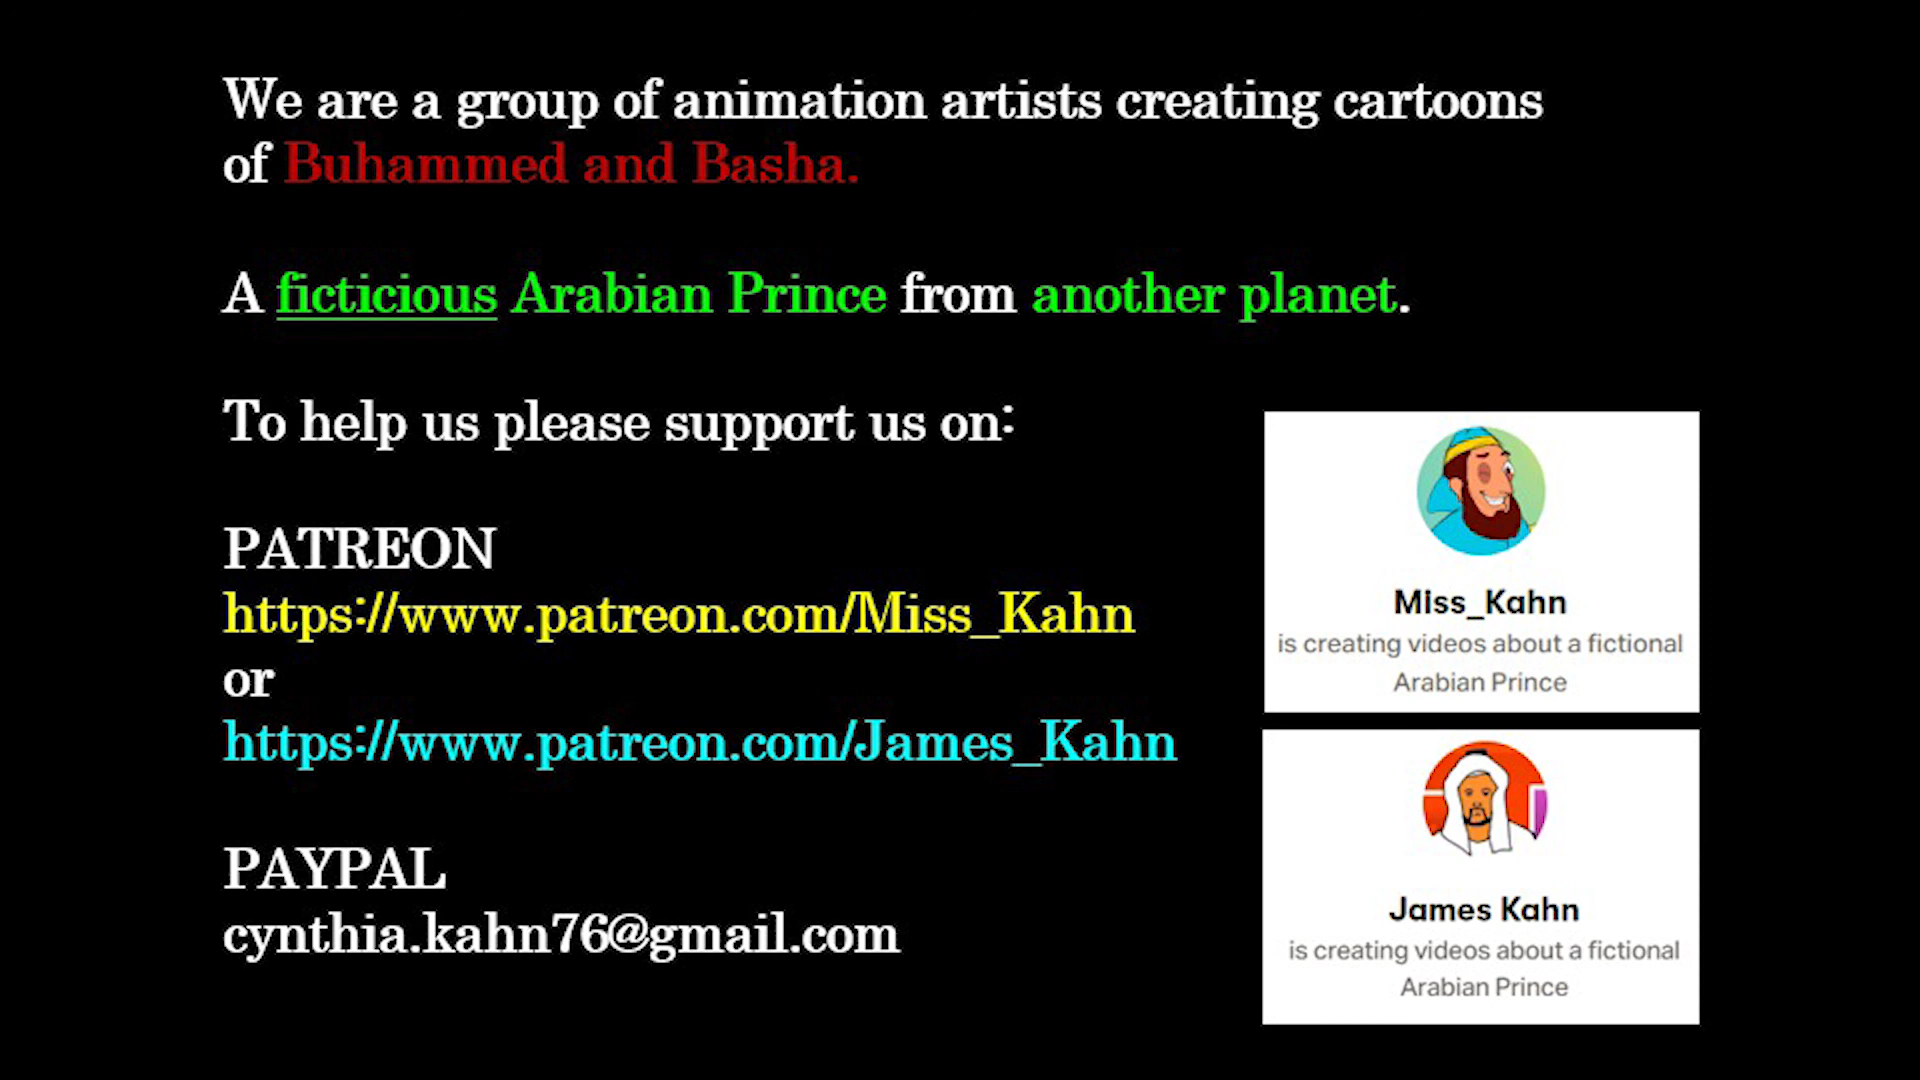 We are a group of animation artists creating cartoons
of Buhammed and Basha.
A ficticious Arabian Prince from another planet.
To help us please support us on:
PATREON
https://www.patreon.com/Miss_Kahn
or
https://www.patreon.com/James_Kahn
PAYPAL
cynthia.kahn76@gmail.com
Miss_Kahn
is creating videos about a fictional
Arabian Prince
James Kahn
is creating videos about a fictional
Arabian Prince